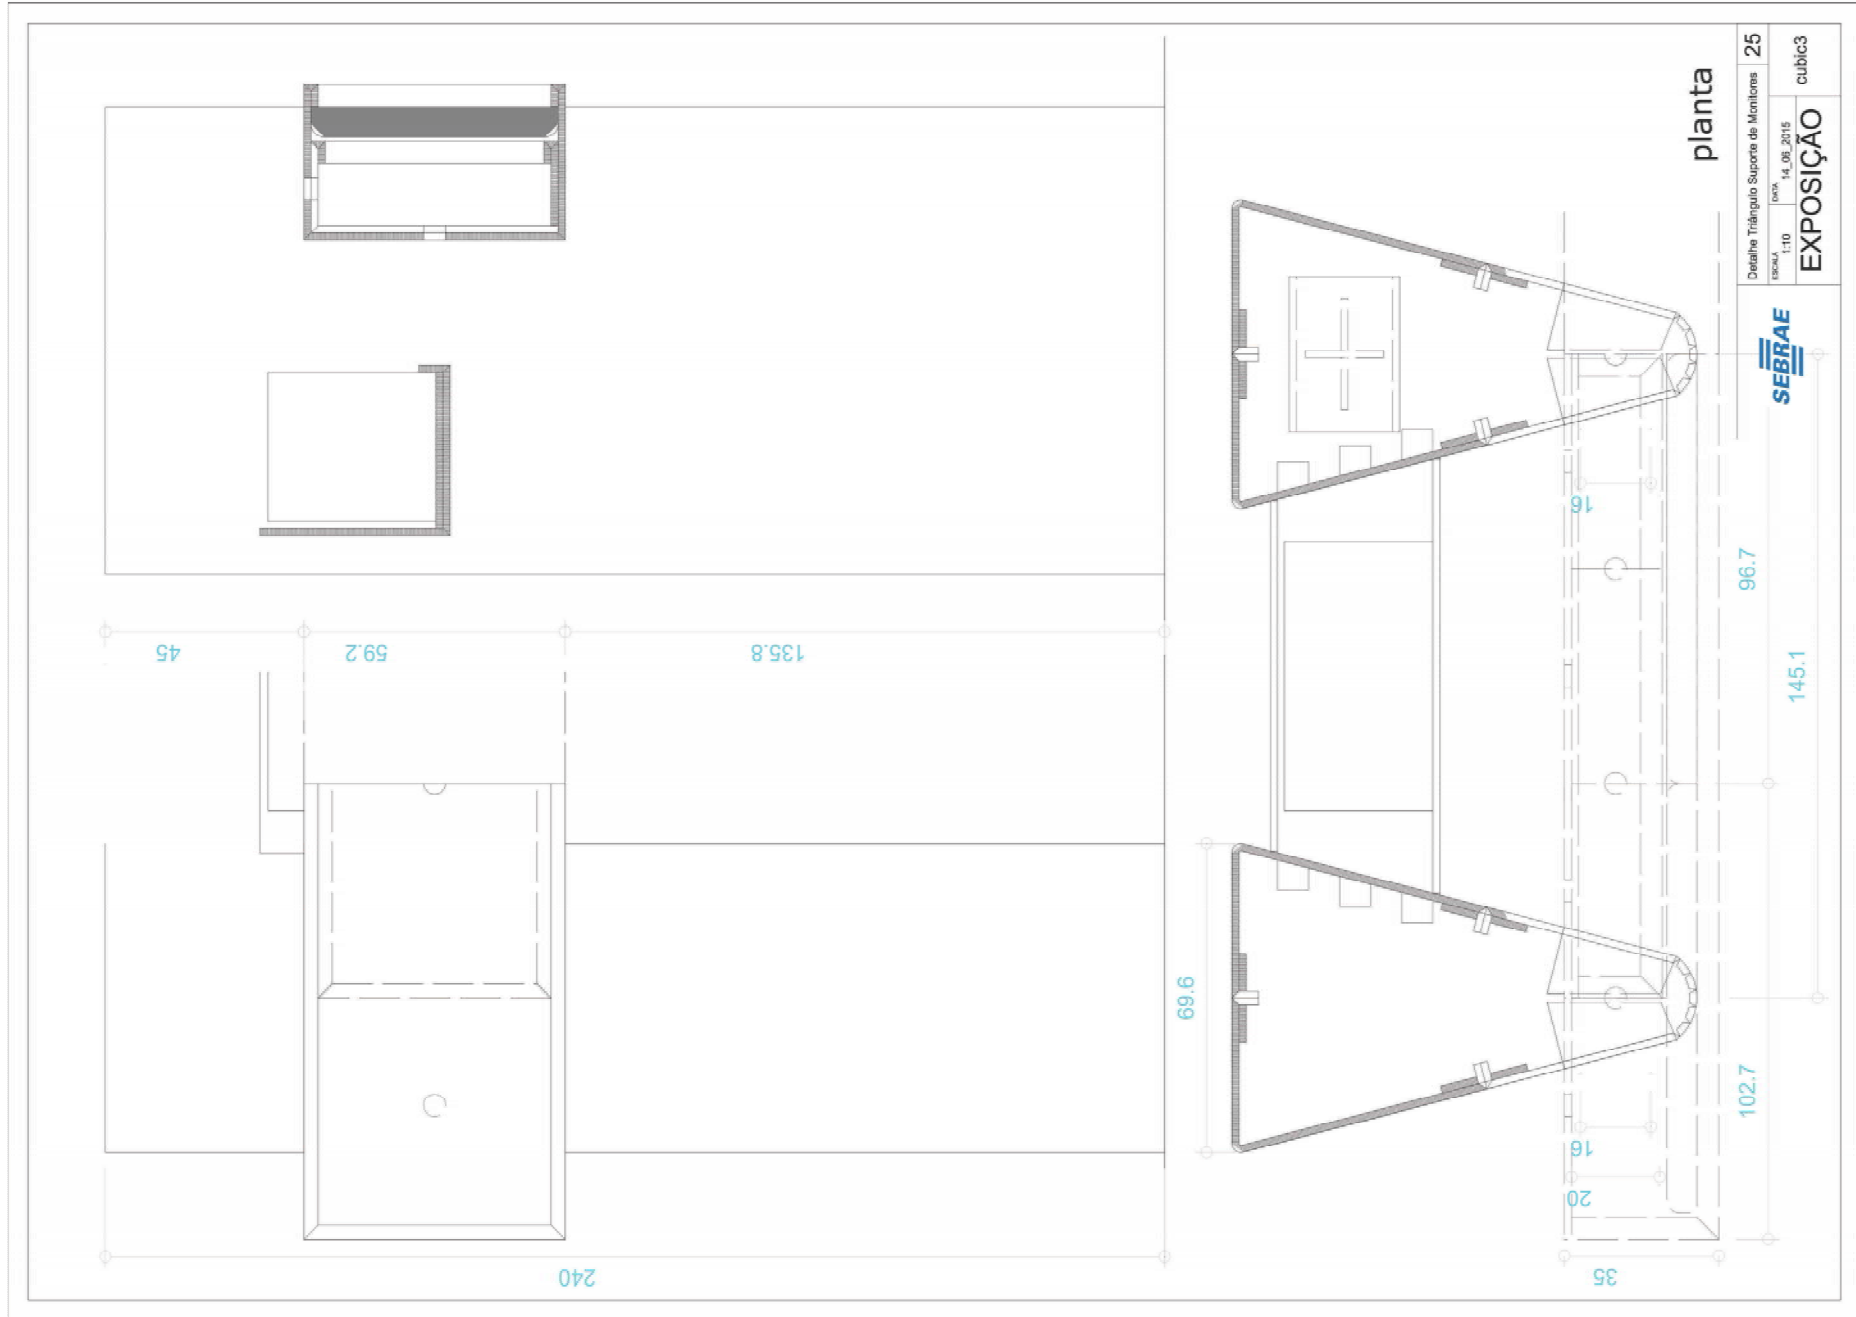 planta
Detalhe Triângulo Suporte de Monitores 25
ESCALA 1:10
DATA 14_06_2015
cubic3
EXPOSIÇÃO
SEBRAE
45
59.2
135.8
240
69.6
16
96.7
145.1
16
20
102.7
35